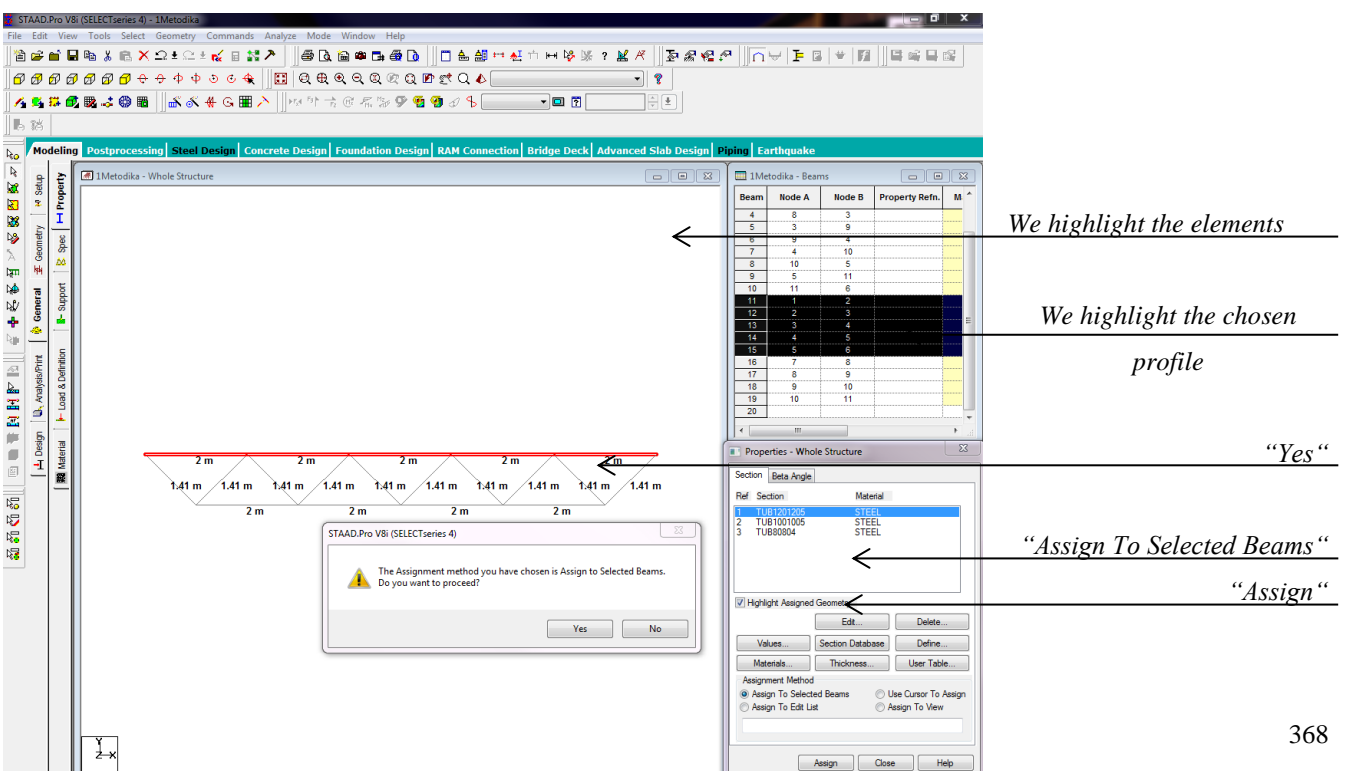 STAAD.Pro V8i (SELECTseries 4) - 1Metodika
File Edit View Tools Select Geometry Commands Analyze Mode Window Help
Modeling Postprocessing Steel Design Concrete Design Foundation Design RAM Connection Bridge Deck Advanced Slab Design Piping Earthquake
Setup
Geometry
General
Analysis/Print
Design
Property
Spec
Support
Load & Definition
Material
1Metodika - Whole Structure
2 m 2 m 2 m 2 m 2 m
1.41 m 1.41 m 1.41 m 1.41 m 1.41 m 1.41 m 1.41 m 1.41 m 1.41 m 1.41 m
2 m 2 m 2 m 2 m
STAAD.Pro V8i (SELECTseries 4)
The Assignment method you have chosen is Assign to Selected Beams.
Do you want to proceed?
Yes No
Y
Z X
1Metodika - Beams
Beam Node A Node B Property Refn. M
4 8 3
5 3 9
6 9 4
7 4 10
8 10 5
9 5 11
10 11 6
11 1 2
12 2 3
13 3 4
14 4 5
15 5 6
16 7 8
17 8 9
18 9 10
19 10 11
20
Properties - Whole Structure
Section Beta Angle
Ref Section Material
1 TUB1201205 STEEL
2 TUB1001005 STEEL
3 TUB80804 STEEL
Highlight Assigned Geometry
Edit... Delete...
Values... Section Database Define...
Materials... Thickness... User Table...
Assignment Method
Assign To Selected Beams Use Cursor To Assign
Assign To Edit List Assign To View
Assign Close Help
We highlight the elements
We highlight the chosen
profile
“Yes“
“Assign To Selected Beams“
“Assign“
368